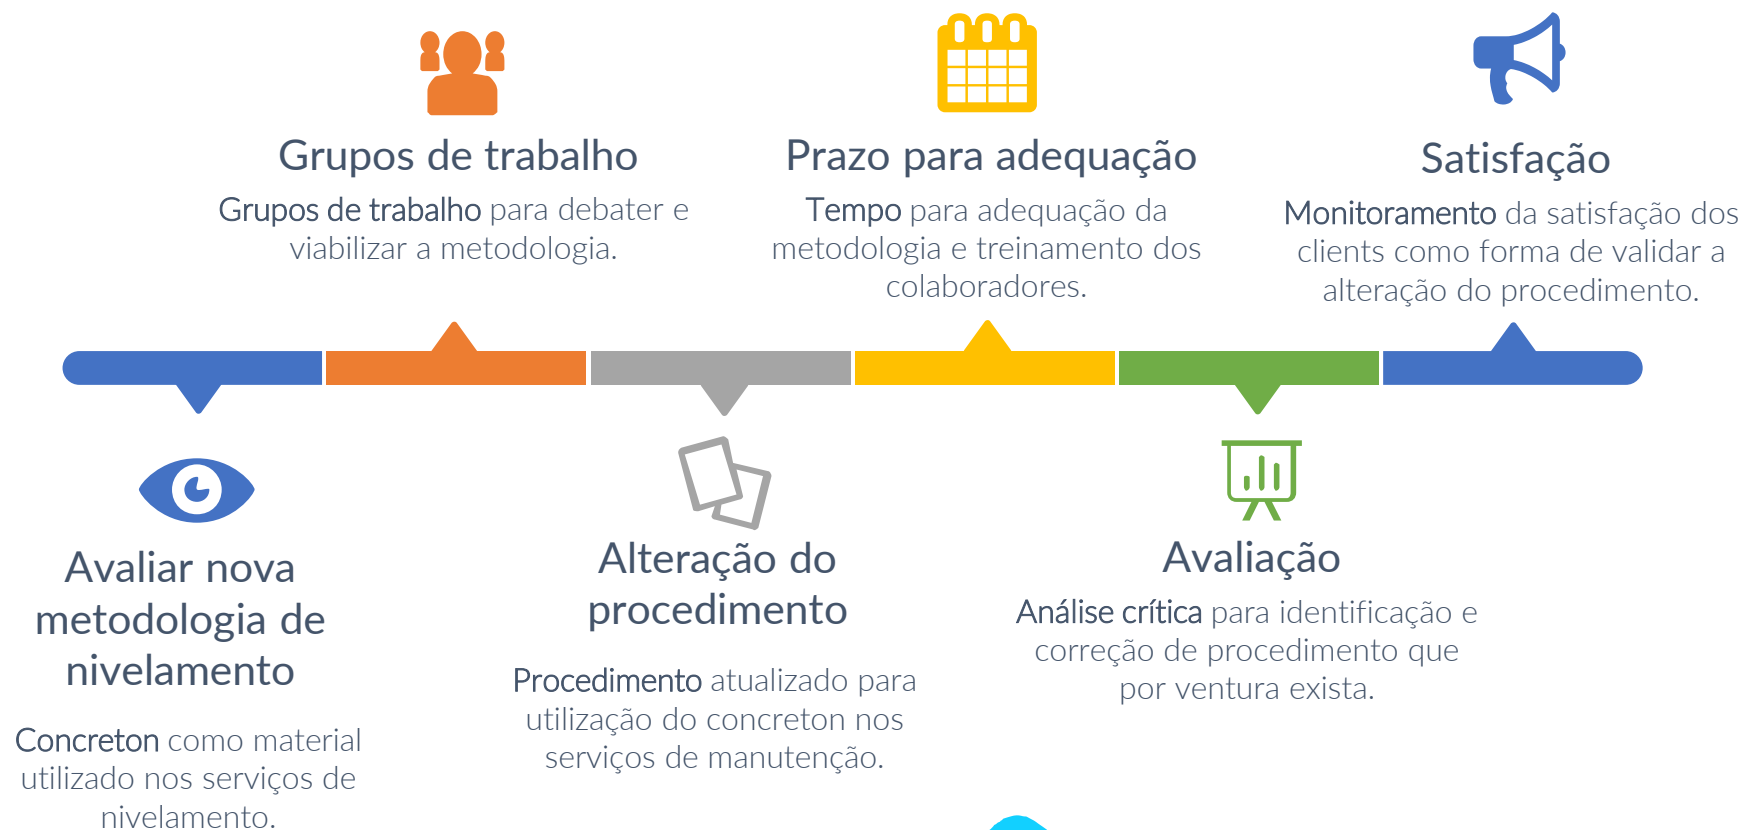 Grupos de trabalho
Grupos de trabalho para debater e
viabilizar a metodologia.
Prazo para adequação
Tempo para adequação da
metodologia e treinamento dos
colaboradores.
Satisfação
Monitoramento da satisfação dos
clients como forma de validar a
alteração do procedimento.
Avaliar nova
metodologia de
nivelamento
Concreton como material
utilizado nos serviços de
nivelamento.
Alteração do
procedimento
Procedimento atualizado para
utilização do concreton nos
serviços de manutenção.
Avaliação
Análise crítica para identificação e
correção de procedimento que
por ventura exista.